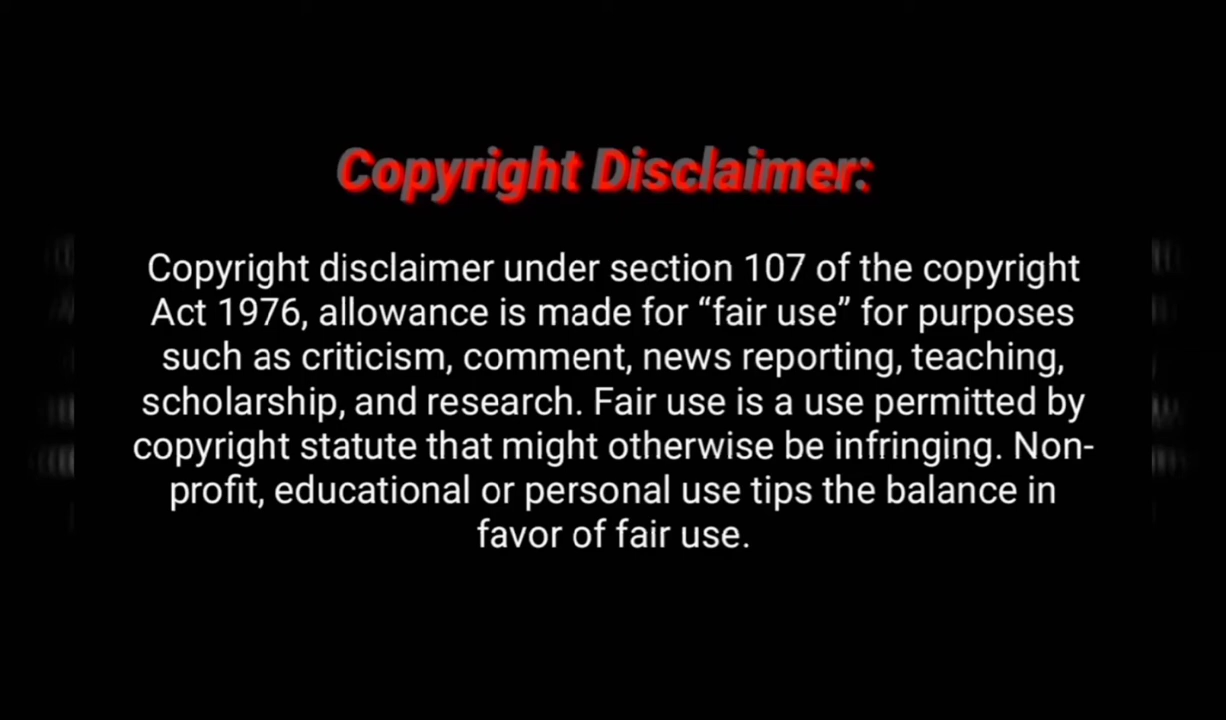 Copyright Disclaimer:
Copyright disclaimer under section 107 of the copyright
Act 1976, allowance is made for “fair use” for purposes
such as criticism, comment, news reporting, teaching,
scholarship, and research. Fair use is a use permitted by
copyright statute that might otherwise be infringing. Non-
profit, educational or personal use tips the balance in
favor of fair use.